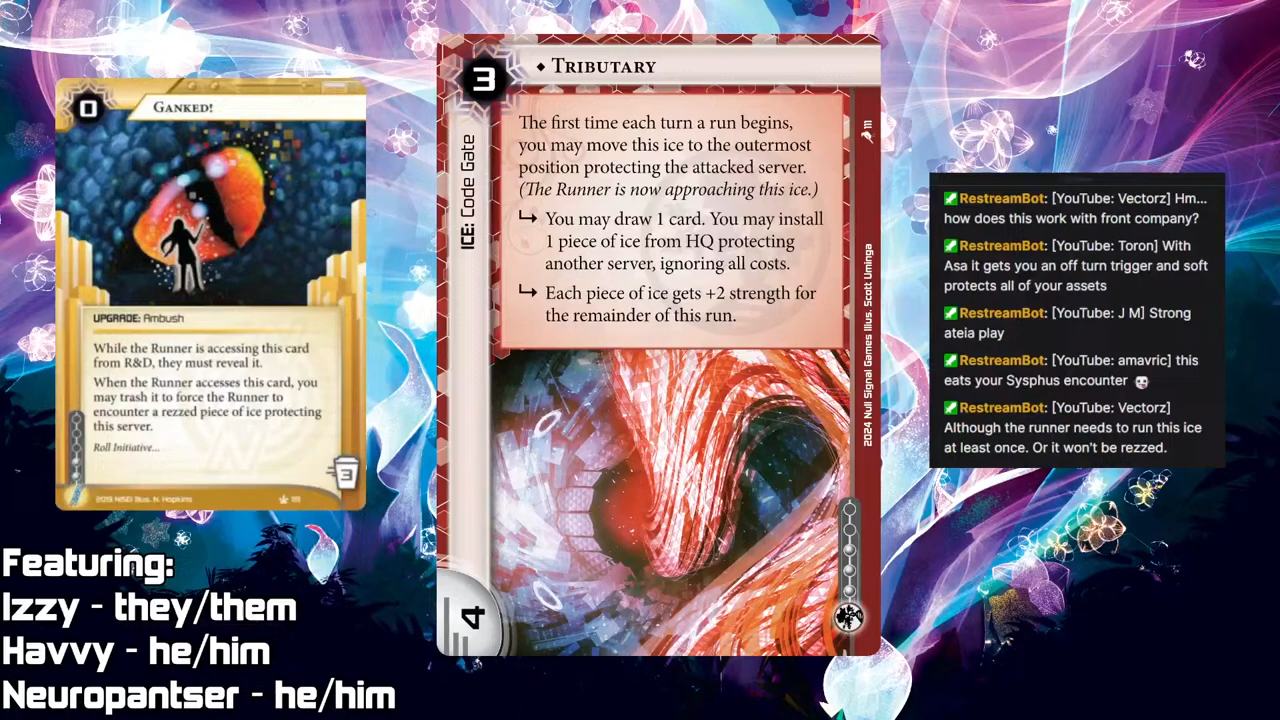 0
GANKED!
UPGRADE: Ambush
While the Runner is accessing this card
from R&D, they must reveal it.
When the Runner accesses this card, you
may trash it to force the Runner to
encounter a rezzed piece of ice protecting
this server.
Roll Initiative...
3
2019 NISEI Illus. N. Hopkins
3
◆ TRIBUTARY
ICE: Code Gate
The first time each turn a run begins,
you may move this ice to the outermost
position protecting the attacked server.
(The Runner is now approaching this ice.)
↳ You may draw 1 card. You may install
1 piece of ice from HQ protecting
another server, ignoring all costs.
↳ Each piece of ice gets +2 strength for
the remainder of this run.
4
2024 Null Signal Games Illus. Scott Uminga
111
RestreamBot: [YouTube: Vectorz] Hm...
how does this work with front company?
RestreamBot: [YouTube: Toron] With
Asa it gets you an off turn trigger and soft
protects all of your assets
RestreamBot: [YouTube: J M] Strong
ateia play
RestreamBot: [YouTube: amavric] this
eats your Sysphus encounter 💀
RestreamBot: [YouTube: Vectorz]
Although the runner needs to run this ice
at least once. Or it won't be rezzed.
Featuring:
Izzy - they/them
Havvy - he/him
Neuropantser - he/him